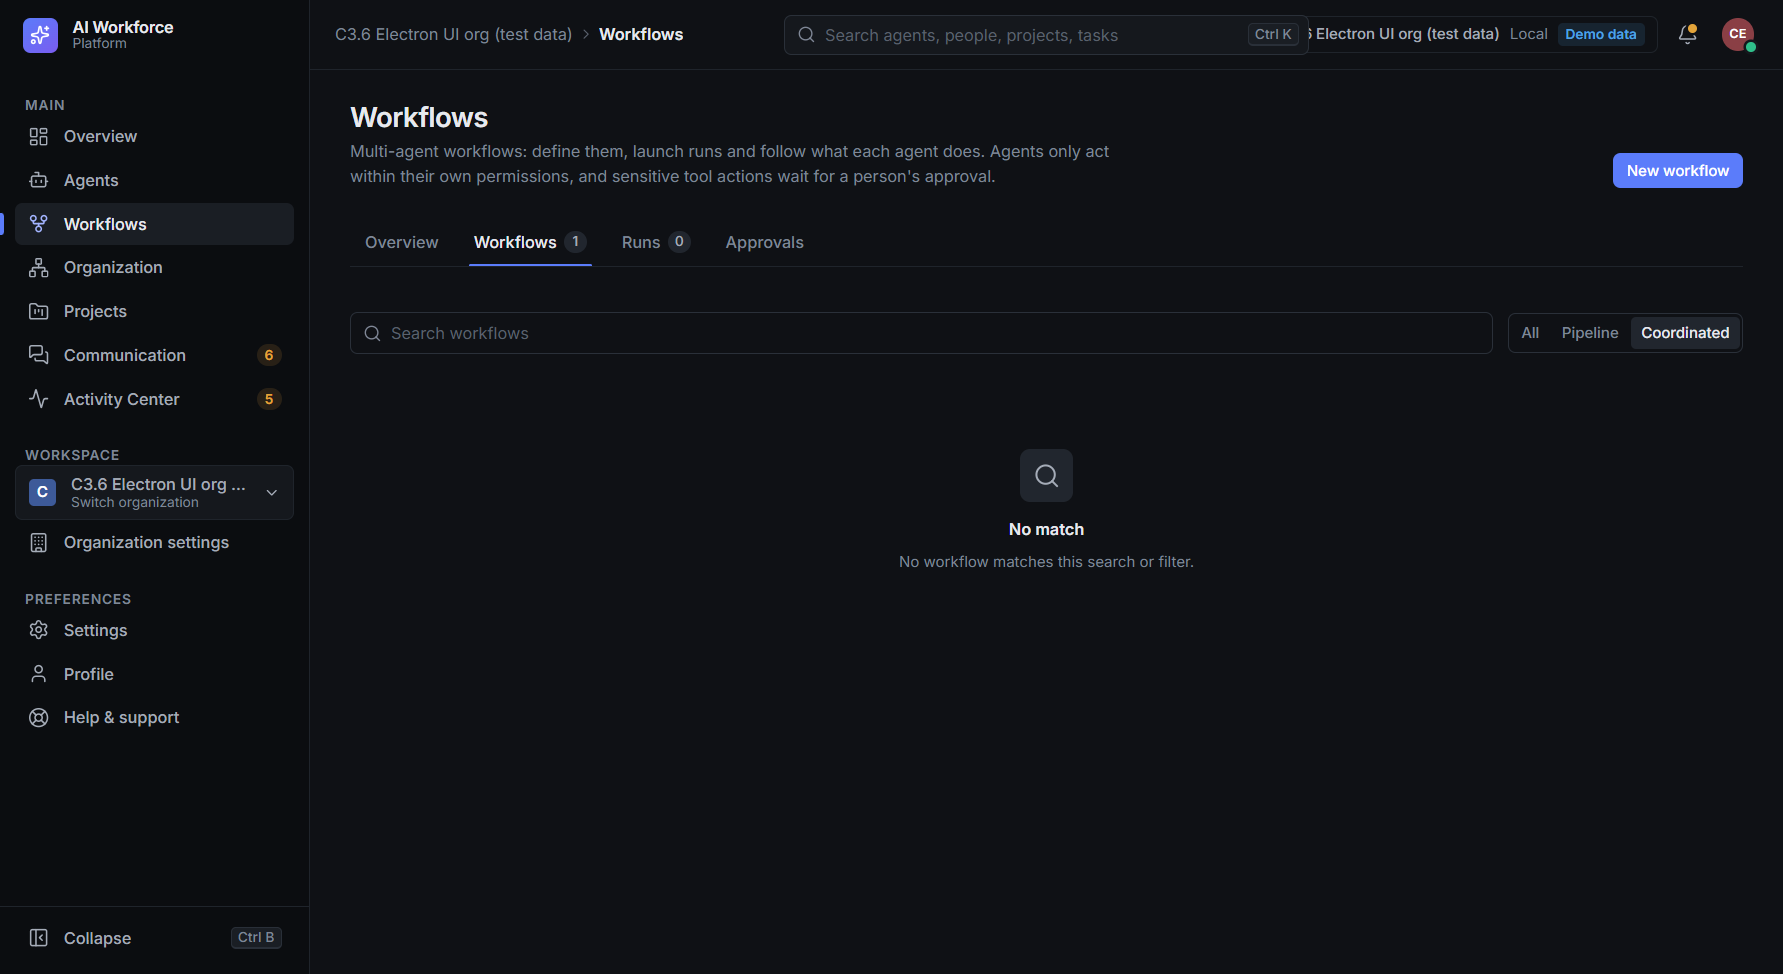 AI Workforce
Platform
MAIN
Overview
Agents
Workflows
Organization
Projects
Communication 6
Activity Center 5
WORKSPACE
C
C3.6 Electron UI org ...
Switch organization
Organization settings
PREFERENCES
Settings
Profile
Help & support
Collapse Ctrl B
C3.6 Electron UI org (test data) > Workflows
Search agents, people, projects, tasks Ctrl K
6 Electron UI org (test data) Local Demo data
CE
Workflows
Multi-agent workflows: define them, launch runs and follow what each agent does. Agents only act
within their own permissions, and sensitive tool actions wait for a person's approval.
New workflow
Overview Workflows 1 Runs 0 Approvals
Search workflows
All Pipeline Coordinated
No match
No workflow matches this search or filter.